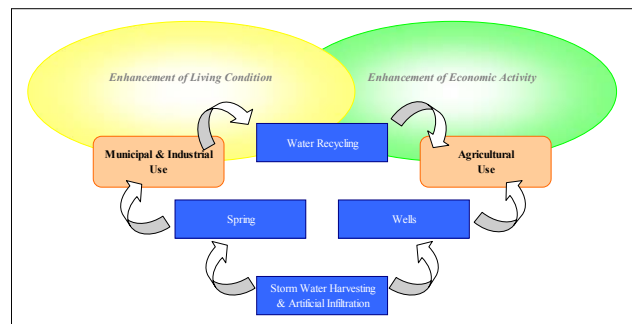 Enhancement of Living Condition
Enhancement of Economic Activity
Water Recycling
Municipal & Industrial
Use
Agricultural
Use
Spring
Wells
Storm Water Harvesting
& Artificial Infiltration